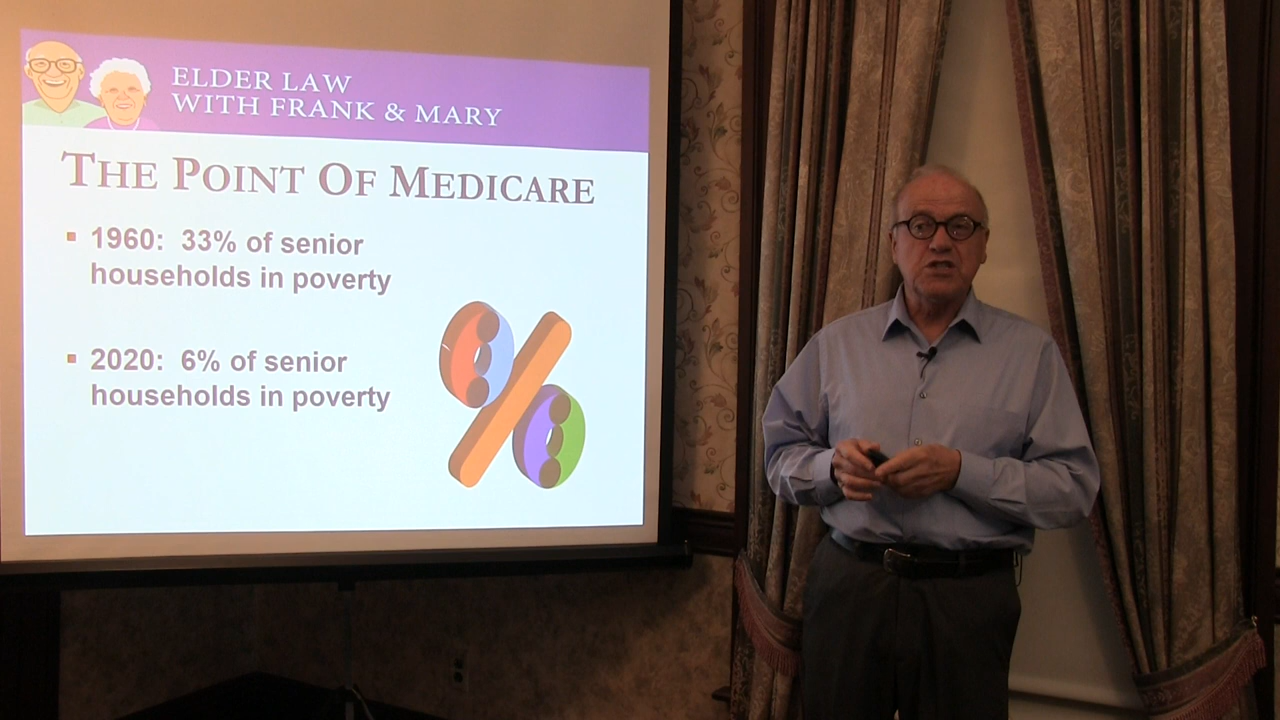 ELDER LAW
WITH FRANK & MARY
THE POINT OF MEDICARE
▪ 1960: 33% of senior
households in poverty
▪ 2020: 6% of senior
households in poverty
%